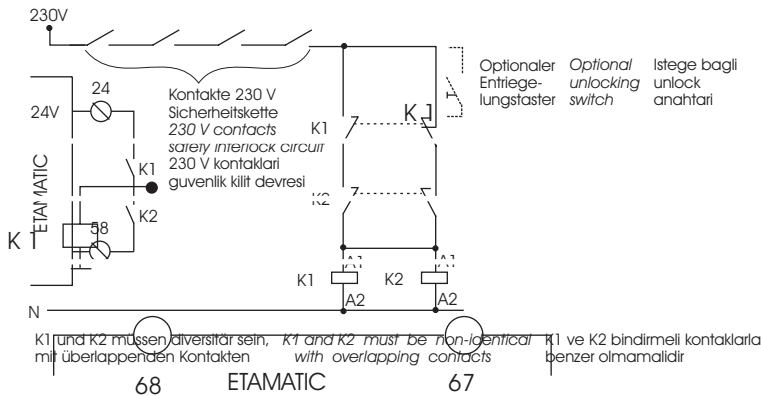 230V
Optionaler Optional Istege bagli
Entriege- unlocking unlock
lungstaster switch anahtari
24
24V
Kontakte 230 V
Sicherheitskette
230 V contacts
safety interlock circuit
230 V kontaklari
guvenlik kilit devresi
K1
K1
K1
K2
K2
ETAMATIC
K1
58
A1 A1
K1 K2
A2 A2
N
K1 und K2 müssen diversitär sein, K1 and K2 must be non-identical K1 ve K2 bindirmeli kontaklarla
mit überlappenden Kontakten with overlapping contacts benzer olmamalidir
68 ETAMATIC 67